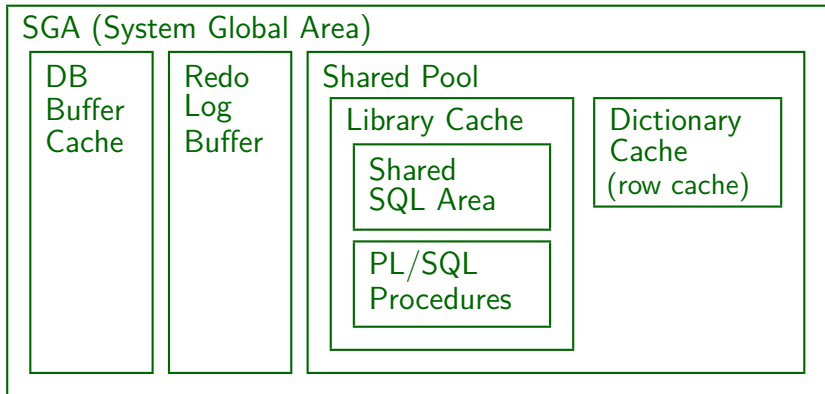 SGA (System Global Area)
DB
Buffer
Cache
Redo
Log
Buffer
Shared Pool
Library Cache
Shared
SQL Area
PL/SQL
Procedures
Dictionary
Cache
(row cache)